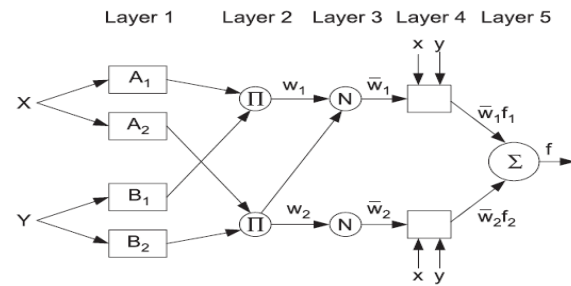 Layer 1 Layer 2 Layer 3 Layer 4 Layer 5
x y
A₁ Π w₁ N w̅₁
X
A₂ w̅₁f₁
Σ f
B₁ w̅₂f₂
Y
B₂ Π w₂ N w̅₂
x y